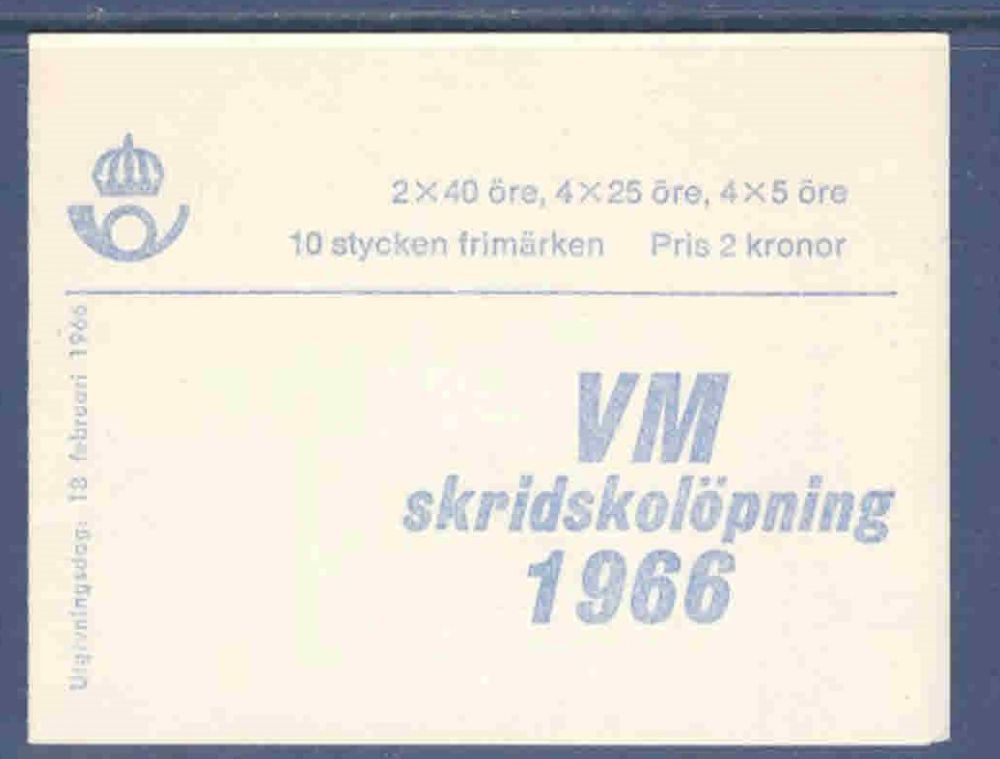 2×40 öre, 4×25 öre, 4×5 öre
10 stycken frimärken Pris 2 kronor
Utgivningsdag: 18 februari 1966
VM
skridskolöpning
1966